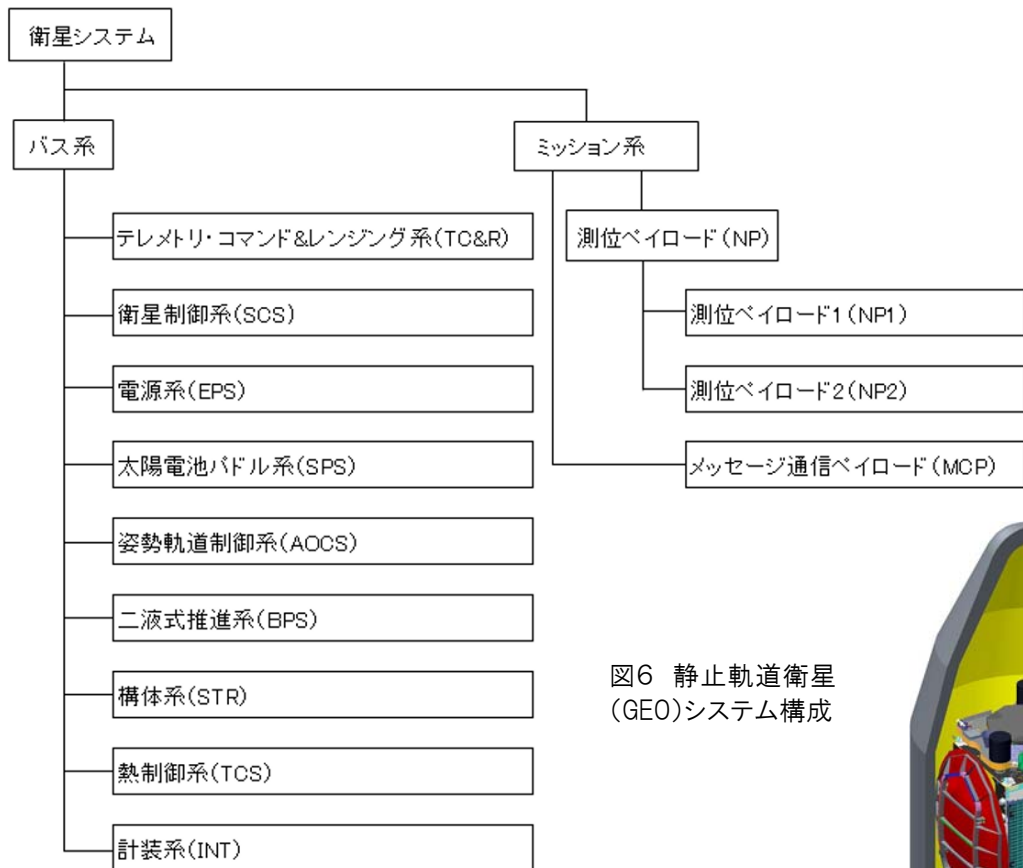 衛星システム
バス系
ミッション系
テレメトリ・コマンド&レンジング系(TC&R)
衛星制御系(SCS)
電源系(EPS)
太陽電池パドル系(SPS)
姿勢軌道制御系(AOCS)
二液式推進系(BPS)
構体系(STR)
熱制御系(TCS)
計装系(INT)
測位ペイロード(NP)
測位ペイロード1(NP1)
測位ペイロード2(NP2)
メッセージ通信ペイロード(MCP)
図6 静止軌道衛星
(GEO)システム構成